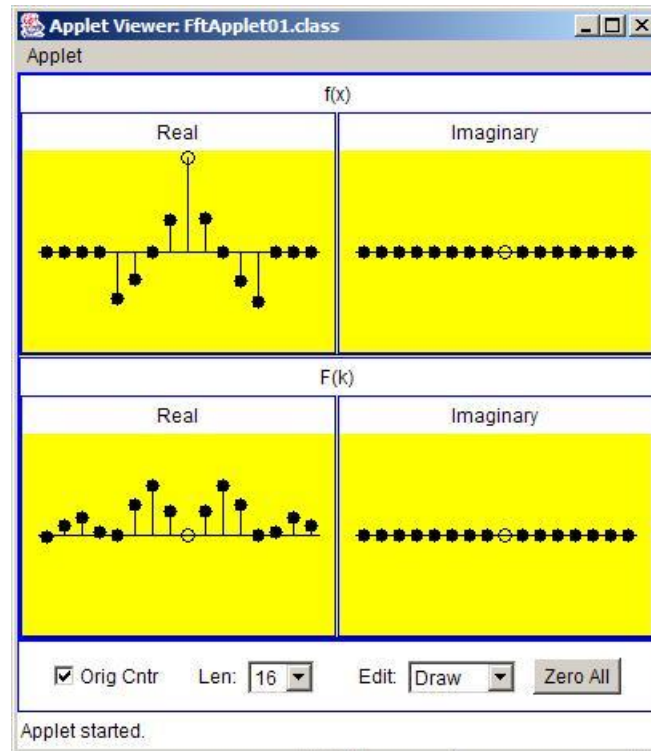 Applet Viewer: FftApplet01.class
Applet
f(x)
Real Imaginary
F(k)
Real Imaginary
Orig Cntr Len: 16 Edit: Draw Zero All
Applet started.